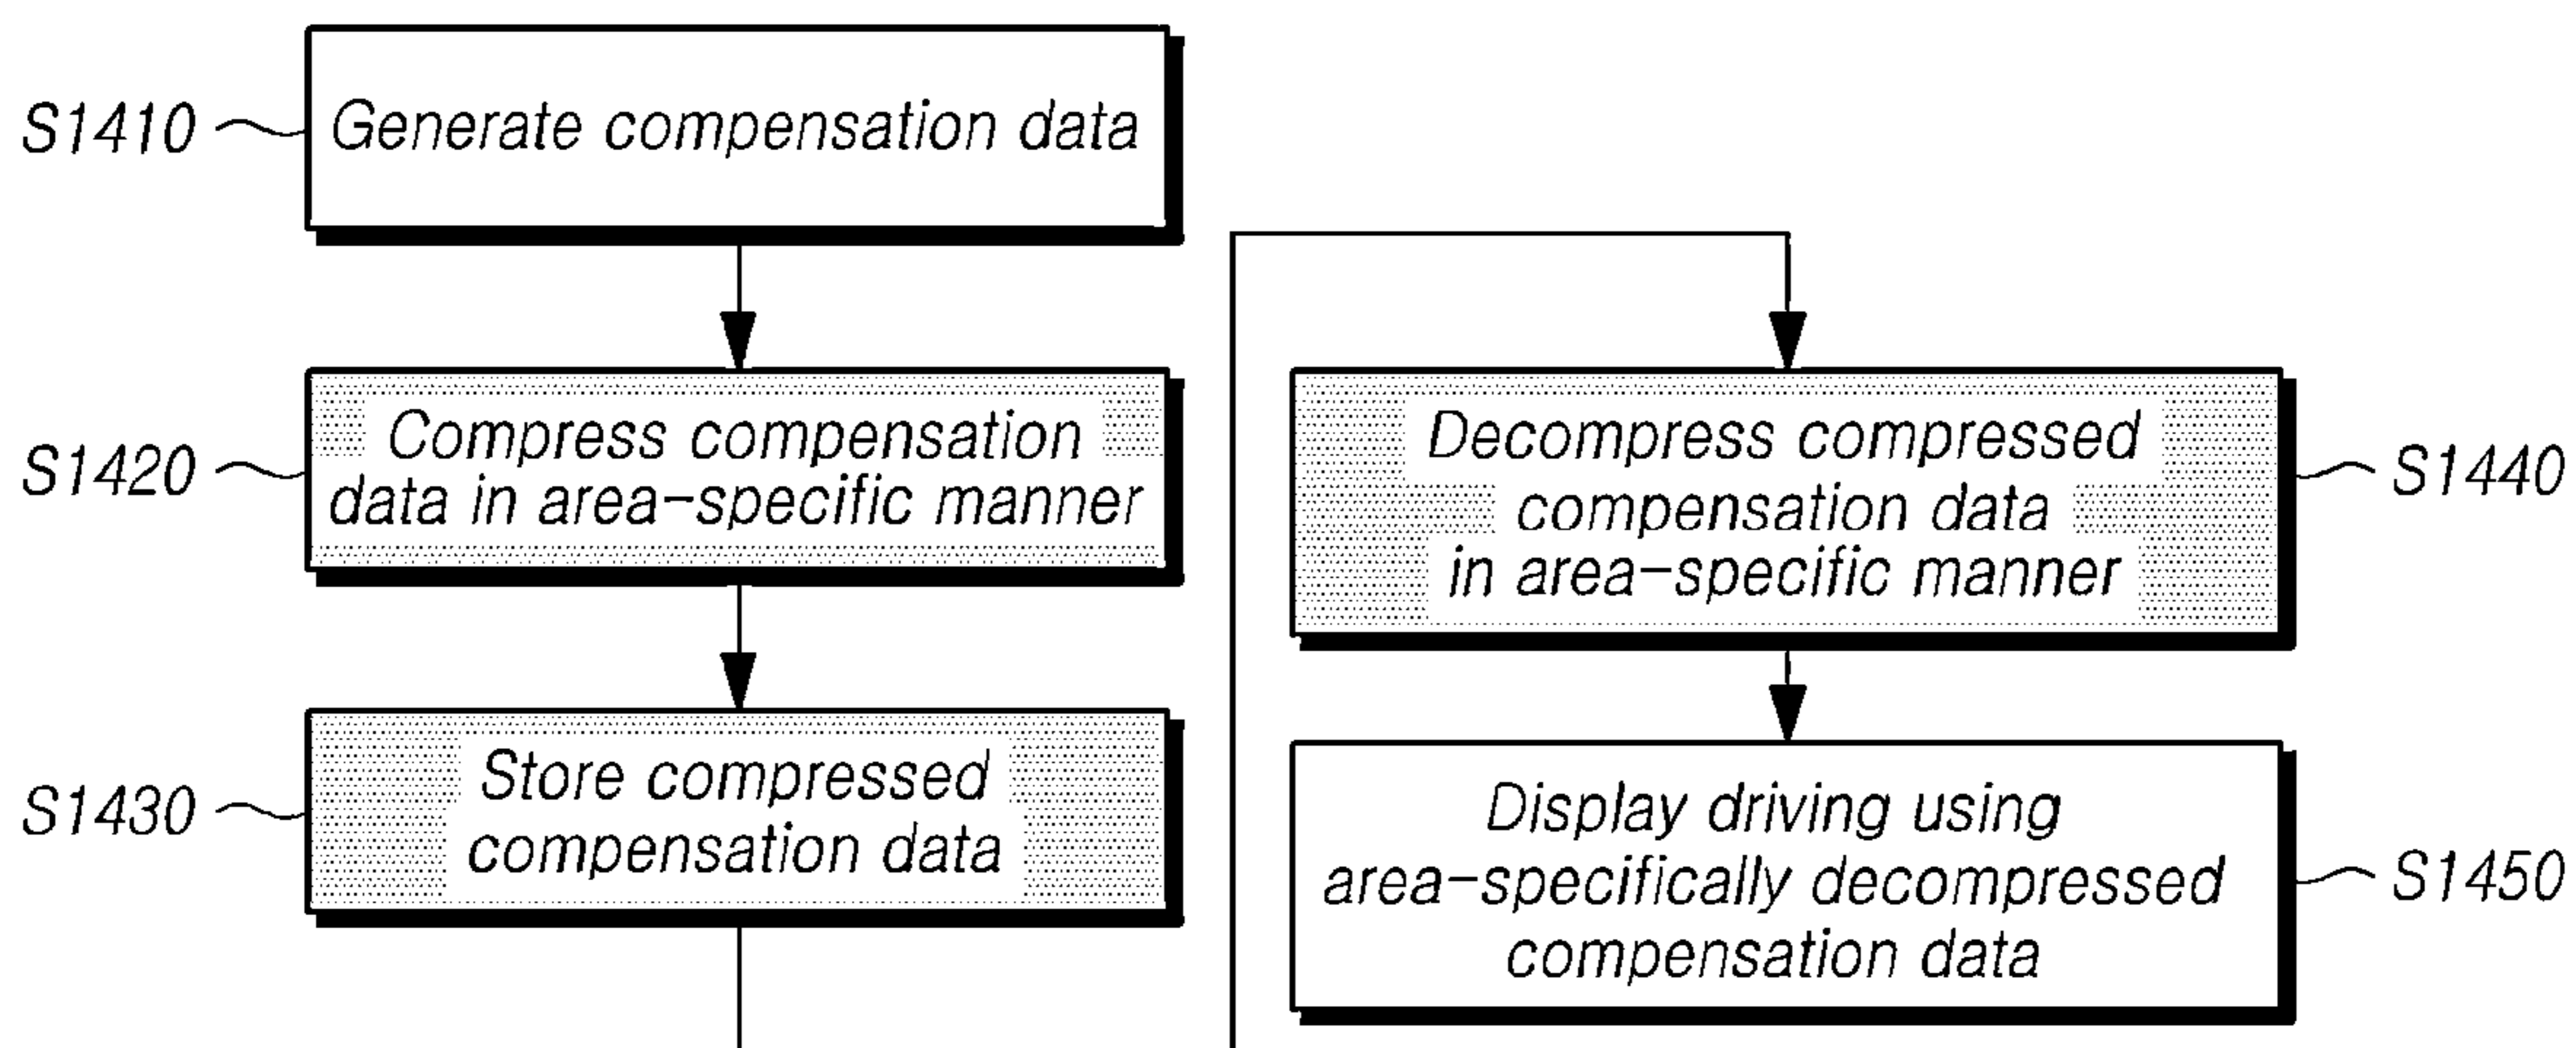 S1410
Generate compensation data
S1420
Compress compensation
data in area-specific manner
S1430
Store compressed
compensation data
Decompress compressed
compensation data
in area-specific manner
S1440
Display driving using
area-specifically decompressed
compensation data
S1450